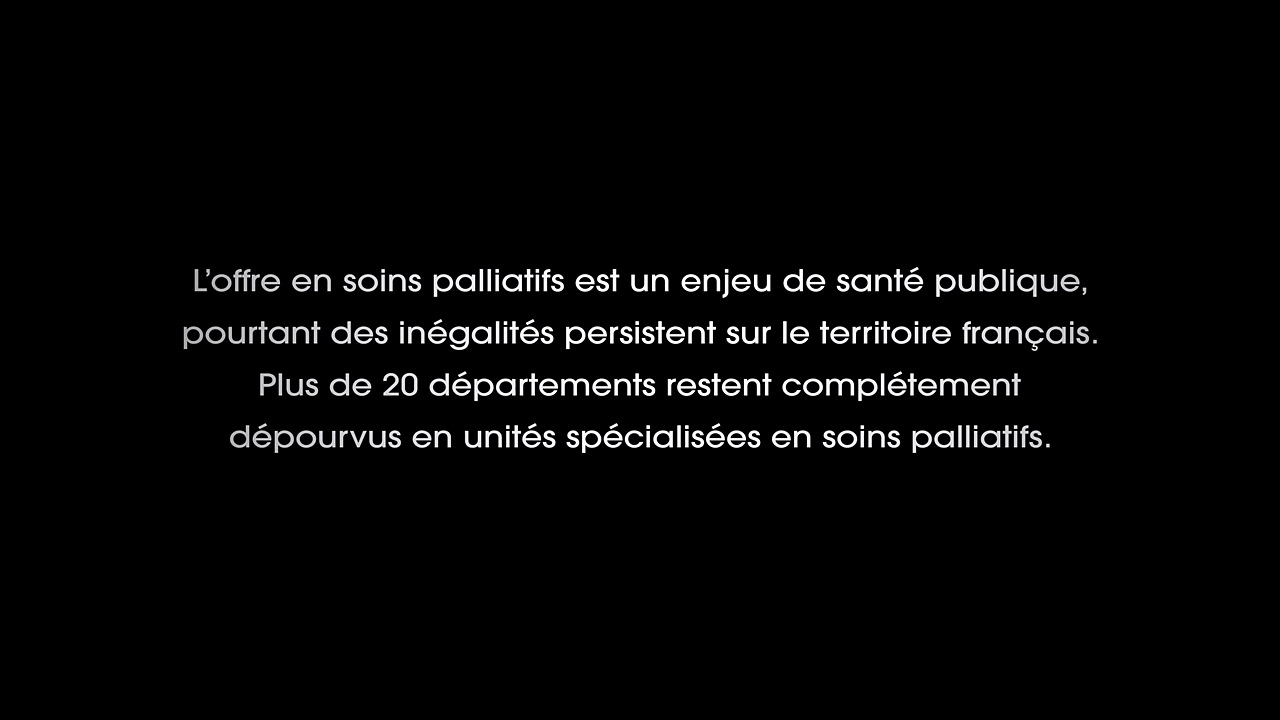 L’offre en soins palliatifs est un enjeu de santé publique,
pourtant des inégalités persistent sur le territoire français.
Plus de 20 départements restent complétement
dépourvus en unités spécialisées en soins palliatifs.